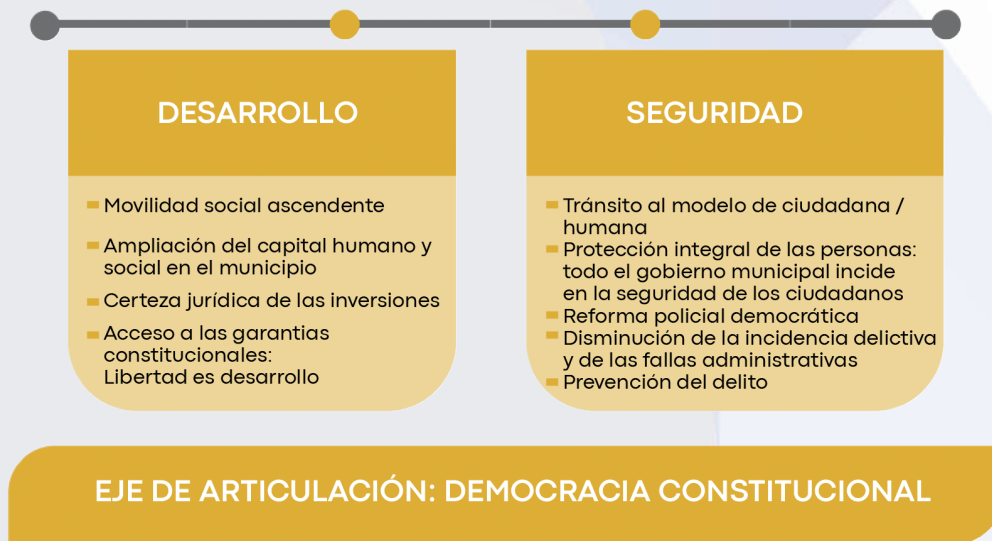 DESARROLLO
Movilidad social ascendente
Ampliación del capital humano y
social en el municipio
Certeza jurídica de las inversiones
Acceso a las garantias
constitucionales:
Libertad es desarrollo
SEGURIDAD
Tránsito al modelo de ciudadana /
humana
Protección integral de las personas:
todo el gobierno municipal incide
en la seguridad de los ciudadanos
Reforma policial democrática
Disminución de la incidencia delictiva
y de las fallas administrativas
Prevención del delito
EJE DE ARTICULACIÓN: DEMOCRACIA CONSTITUCIONAL